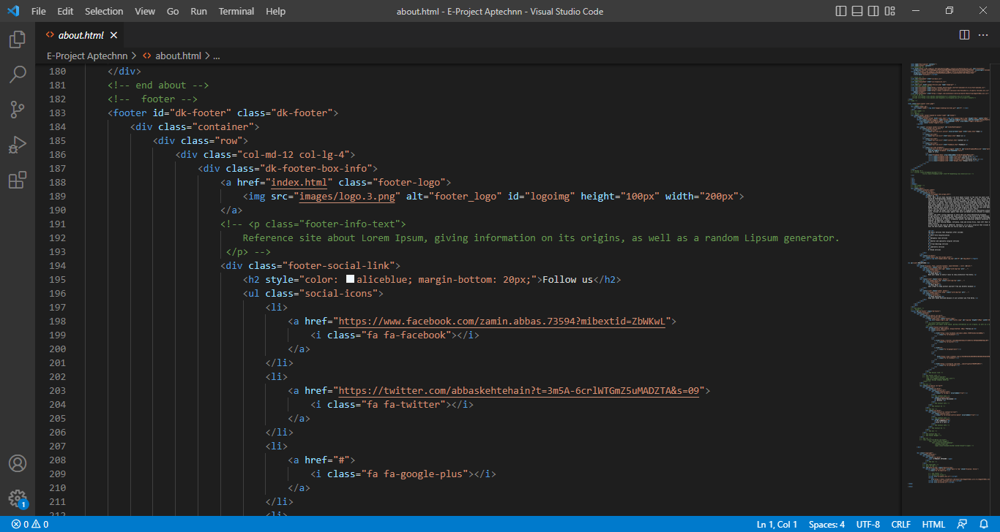 File Edit Selection View Go Run Terminal Help about.html - E-Project Aptechnn - Visual Studio Code
<> about.html
E-Project Aptechnn > <> about.html > ...
180 </div>
181 <!-- end about -->
182 <!--  footer -->
183 <footer id="dk-footer" class="dk-footer">
184 <div class="container">
185 <div class="row">
186 <div class="col-md-12 col-lg-4">
187 <div class="dk-footer-box-info">
188 <a href="index.html" class="footer-logo">
189 <img src="images/logo.3.png" alt="footer_logo" id="logoimg" height="100px" width="200px">
190 </a>
191 <!-- <p class="footer-info-text">
192 Reference site about Lorem Ipsum, giving information on its origins, as well as a random Lipsum generator.
193 </p> -->
194 <div class="footer-social-link">
195 <h2 style="color: aliceblue; margin-bottom: 20px;">Follow us</h2>
196 <ul class="social-icons">
197 <li>
198 <a href="https://www.facebook.com/zamin.abbas.73594?mibextid=ZbWKwL">
199 <i class="fa fa-facebook"></i>
200 </a>
201 </li>
202 <li>
203 <a href="https://twitter.com/abbaskehtehain?t=3m5A-6crlWTGmZ5uMADZTA&s=09">
204 <i class="fa fa-twitter"></i>
205 </a>
206 </li>
207 <li>
208 <a href="#">
209 <i class="fa fa-google-plus"></i>
210 </a>
211 </li>
<li>
1
0 0 Ln 1, Col 1 Spaces: 4 UTF-8 CRLF HTML